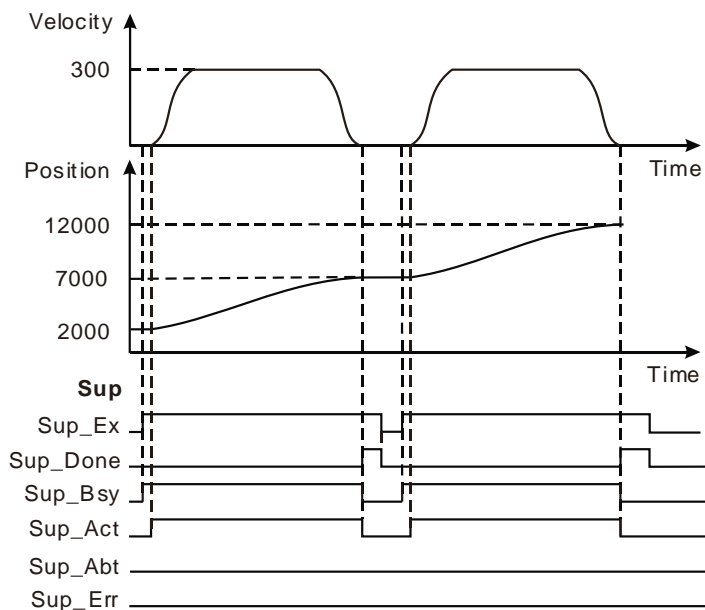 Velocity
300
Time
Position
12000
7000
2000
Time
Sup
Sup_Ex
Sup_Done
Sup_Bsy
Sup_Act
Sup_Abt
Sup_Err